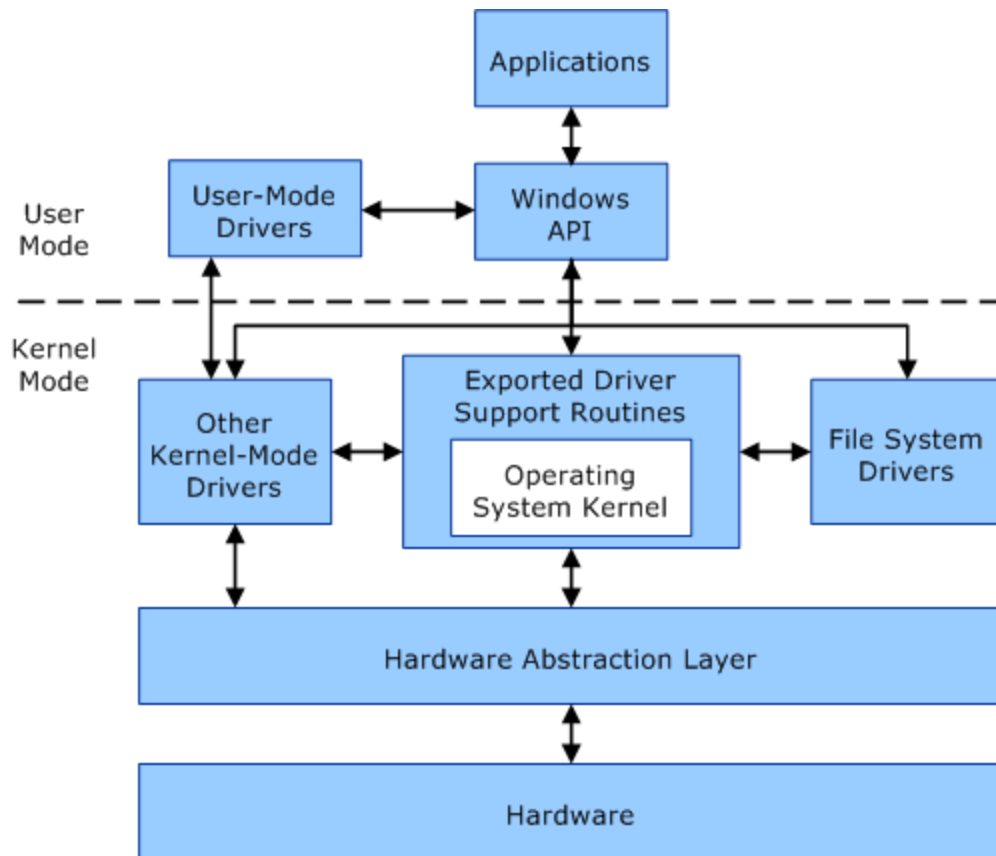 Applications
User-Mode
Drivers
Windows
API
User
Mode
Kernel
Mode
Exported Driver
Support Routines
Other
Kernel-Mode
Drivers
Operating
System Kernel
File System
Drivers
Hardware Abstraction Layer
Hardware